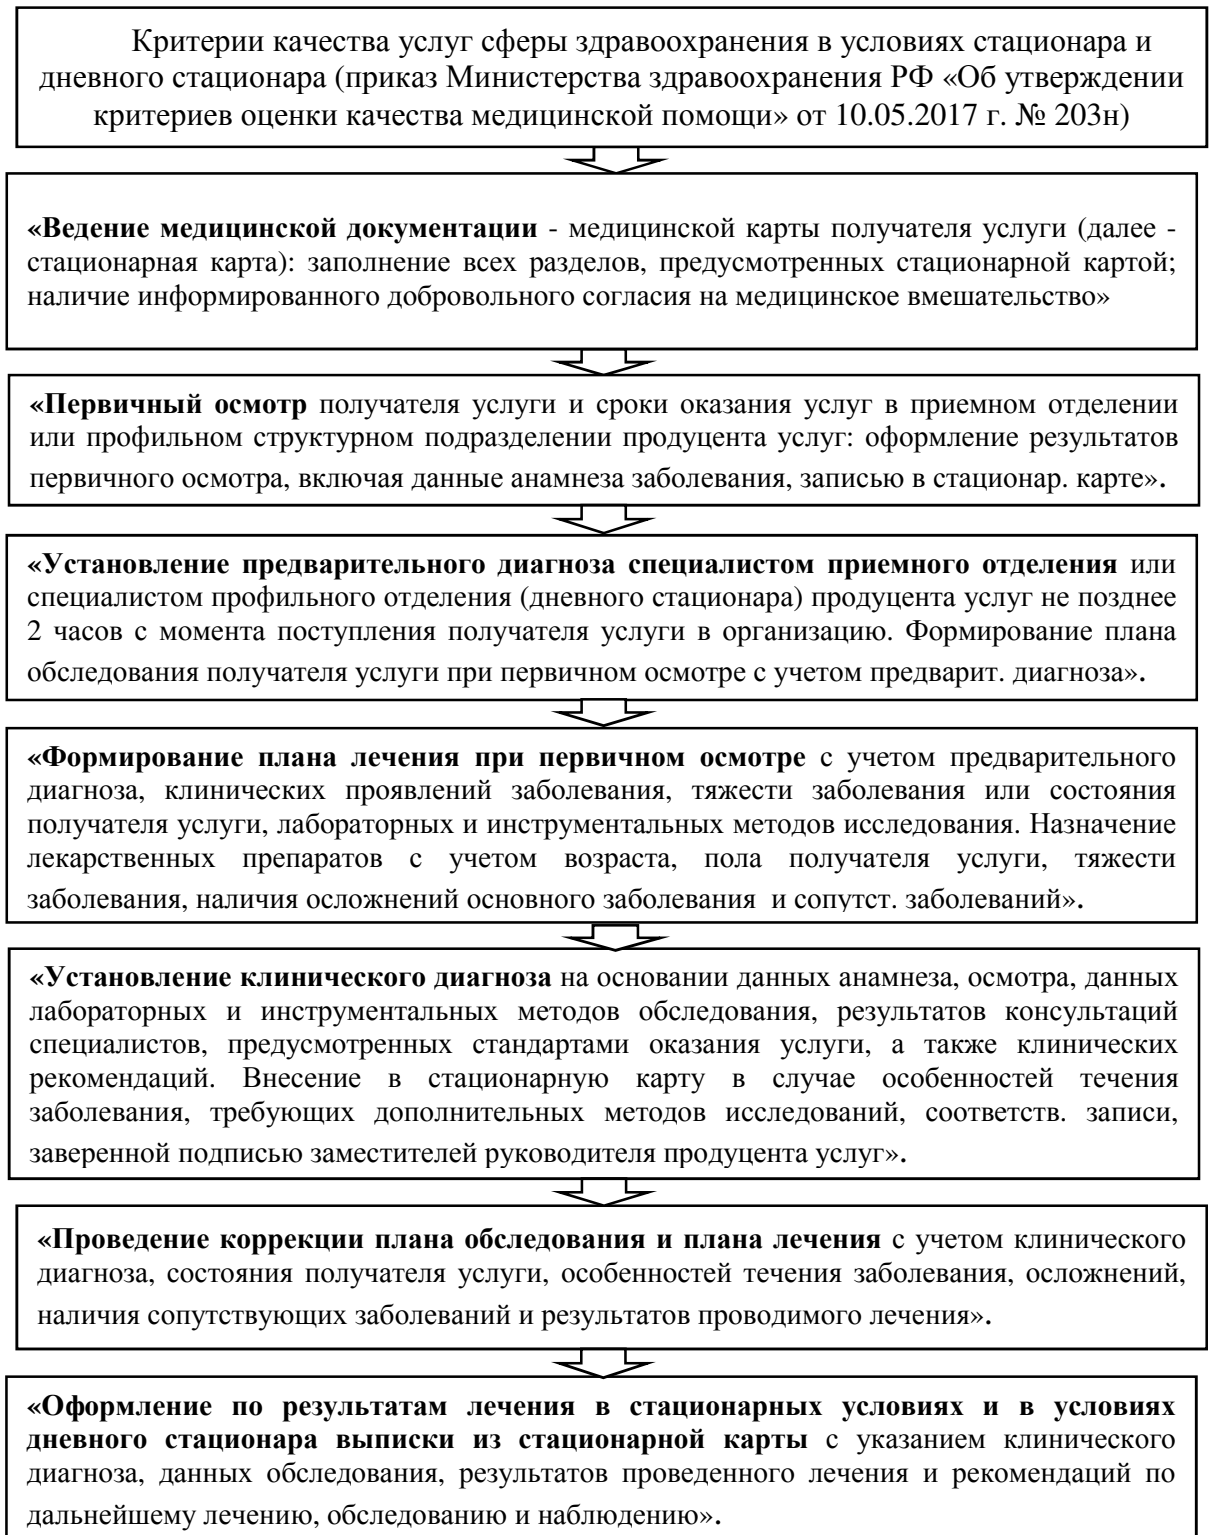 Критерии качества услуг сферы здравоохранения в условиях стационара и
дневного стационара (приказ Министерства здравоохранения РФ «Об утверждении
критериев оценки качества медицинской помощи» от 10.05.2017 г. № 203н)
«Ведение медицинской документации - медицинской карты получателя услуги (далее -
стационарная карта): заполнение всех разделов, предусмотренных стационарной картой;
наличие информированного добровольного согласия на медицинское вмешательство»
«Первичный осмотр получателя услуги и сроки оказания услуг в приемном отделении
или профильном структурном подразделении продуцента услуг: оформление результатов
первичного осмотра, включая данные анамнеза заболевания, записью в стационар. карте».
«Установление предварительного диагноза специалистом приемного отделения или
специалистом профильного отделения (дневного стационара) продуцента услуг не позднее
2 часов с момента поступления получателя услуги в организацию. Формирование плана
обследования получателя услуги при первичном осмотре с учетом предварит. диагноза».
«Формирование плана лечения при первичном осмотре с учетом предварительного
диагноза, клинических проявлений заболевания, тяжести заболевания или состояния
получателя услуги, лабораторных и инструментальных методов исследования. Назначение
лекарственных препаратов с учетом возраста, пола получателя услуги, тяжести
заболевания, наличия осложнений основного заболевания и сопутст. заболеваний».
«Установление клинического диагноза на основании данных анамнеза, осмотра, данных
лабораторных и инструментальных методов обследования, результатов консультаций
специалистов, предусмотренных стандартами оказания услуги, а также клинических
рекомендаций. Внесение в стационарную карту в случае особенностей течения
заболевания, требующих дополнительных методов исследований, соответств. записи,
заверенной подписью заместителей руководителя продуцента услуг».
«Проведение коррекции плана обследования и плана лечения с учетом клинического
диагноза, состояния получателя услуги, особенностей течения заболевания, осложнений,
наличия сопутствующих заболеваний и результатов проводимого лечения».
«Оформление по результатам лечения в стационарных условиях и в условиях
дневного стационара выписки из стационарной карты с указанием клинического
диагноза, данных обследования, результатов проведенного лечения и рекомендаций по
дальнейшему лечению, обследованию и наблюдению».